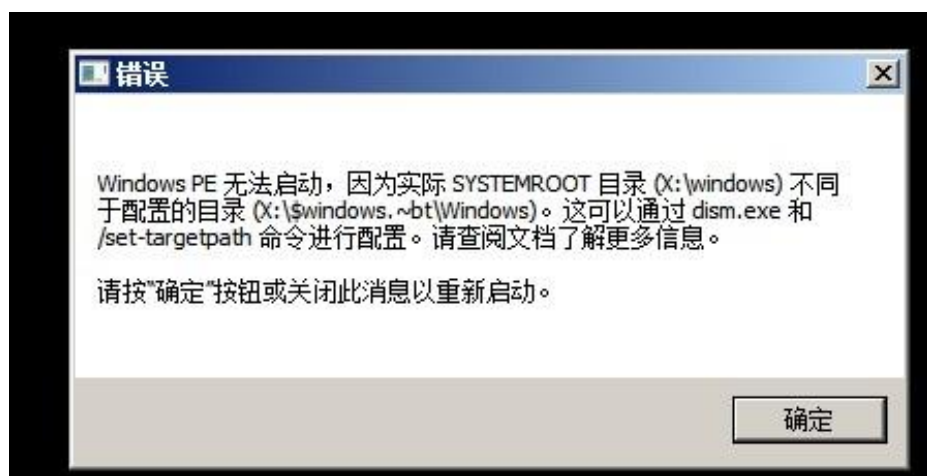 错误
Windows PE 无法启动，因为实际 SYSTEMROOT 目录 (X:\windows) 不同
于配置的目录 (X:\$windows.~bt\Windows)。这可以通过 dism.exe 和
/set-targetpath 命令进行配置。请查阅文档了解更多信息。
请按"确定"按钮或关闭此消息以重新启动。
确定